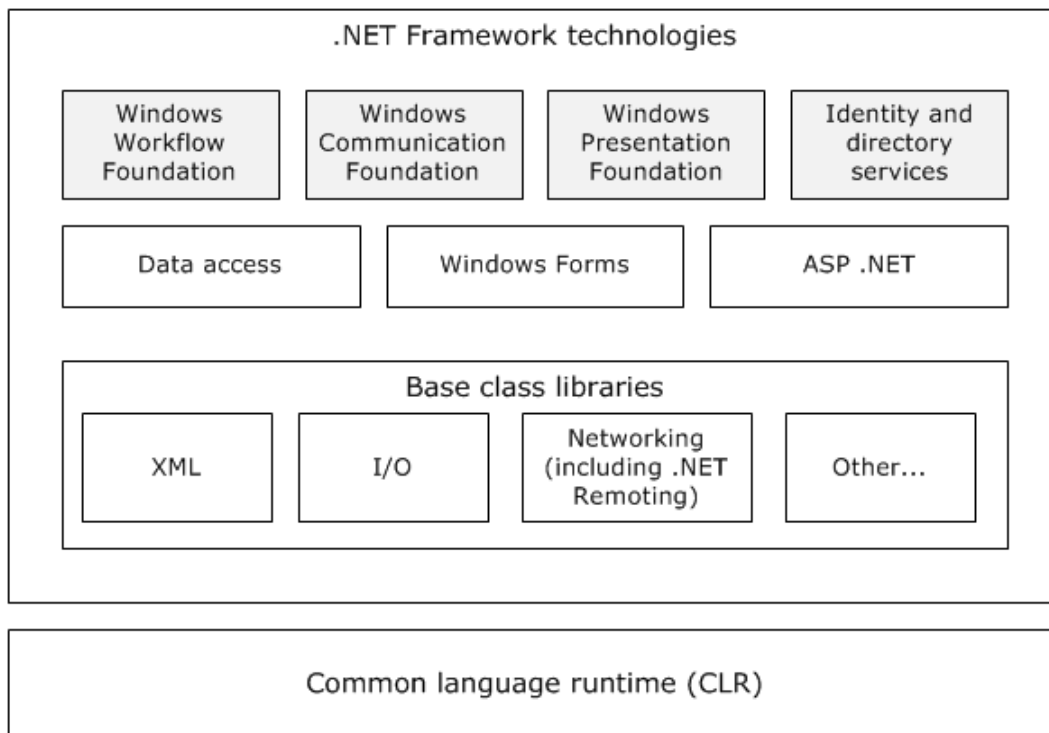 .NET Framework technologies
Windows
Workflow
Foundation
Windows
Communication
Foundation
Windows
Presentation
Foundation
Identity and
directory
services
Data access
Windows Forms
ASP .NET
Base class libraries
XML
I/O
Networking
(including .NET
Remoting)
Other...
Common language runtime (CLR)